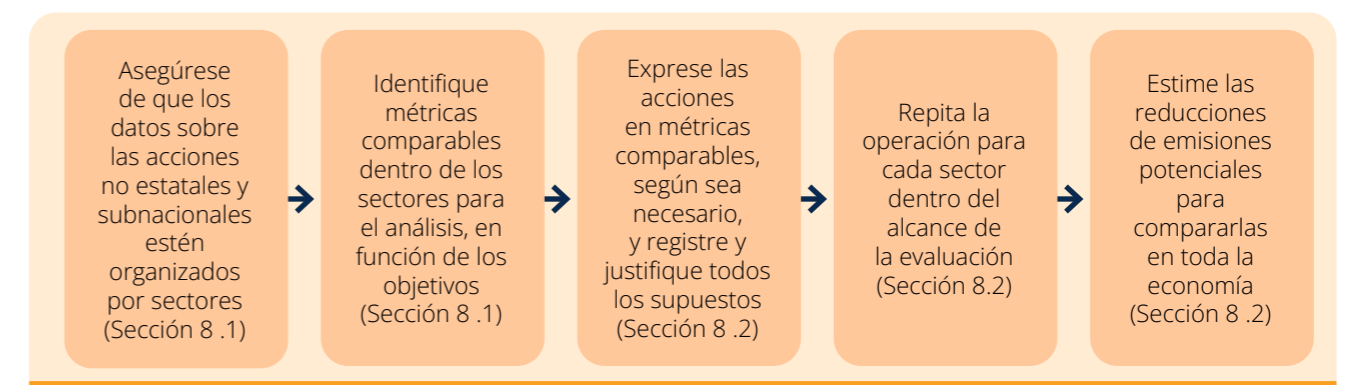 Asegúrese
de que los
datos sobre
las acciones
no estatales y
subnacionales
estén
organizados
por sectores
(Sección 8 .1)
Identifique
métricas
comparables
dentro de los
sectores para
el análisis, en
función de los
objetivos
(Sección 8 .1)
Exprese las
acciones
en métricas
comparables,
según sea
necesario,
y registre y
justifique todos
los supuestos
(Sección 8 .2)
Repita la
operación para
cada sector
dentro del
alcance de
la evaluación
(Sección 8.2)
Estime las
reducciones
de emisiones
potenciales
para
compararlas
en toda la
economía
(Sección 8 .2)